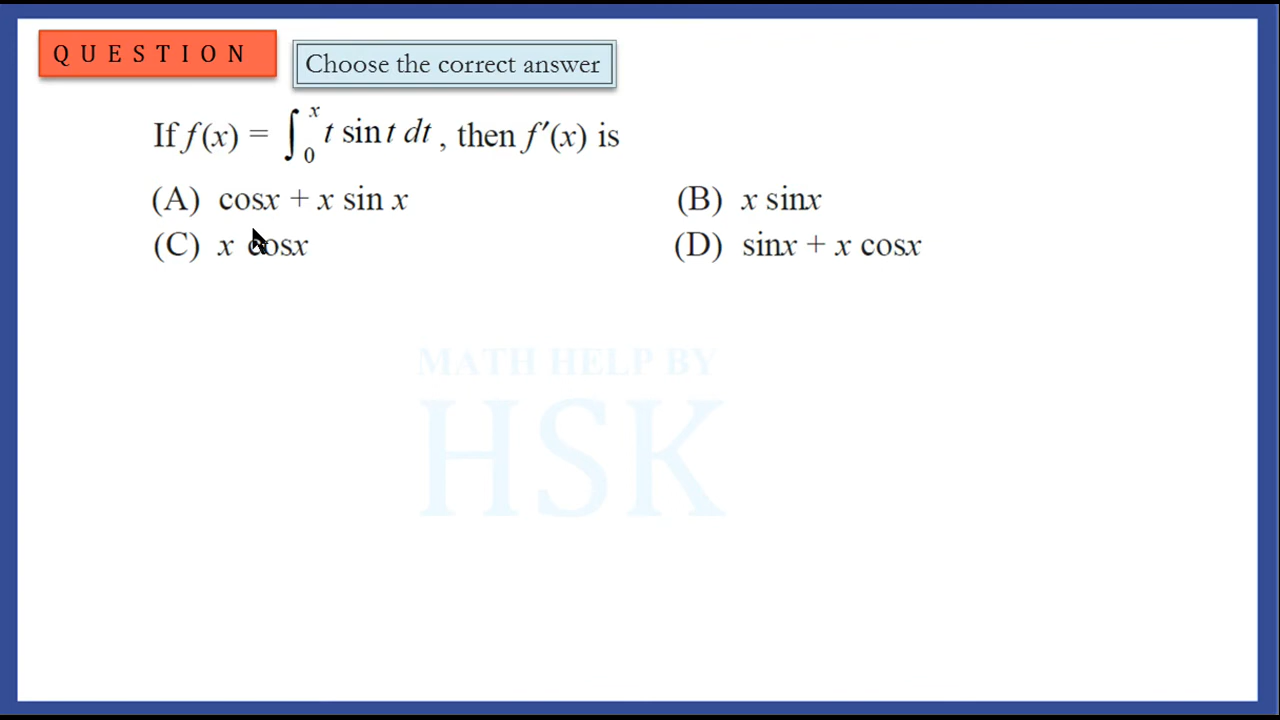 QUESTION
Choose the correct answer
If f(x) = ∫₀ˣ t sin t dt , then f′(x) is
(A) cosx + x sin x (B) x sinx
(C) x cosx (D) sinx + x cosx
MATH HELP BY
HSK